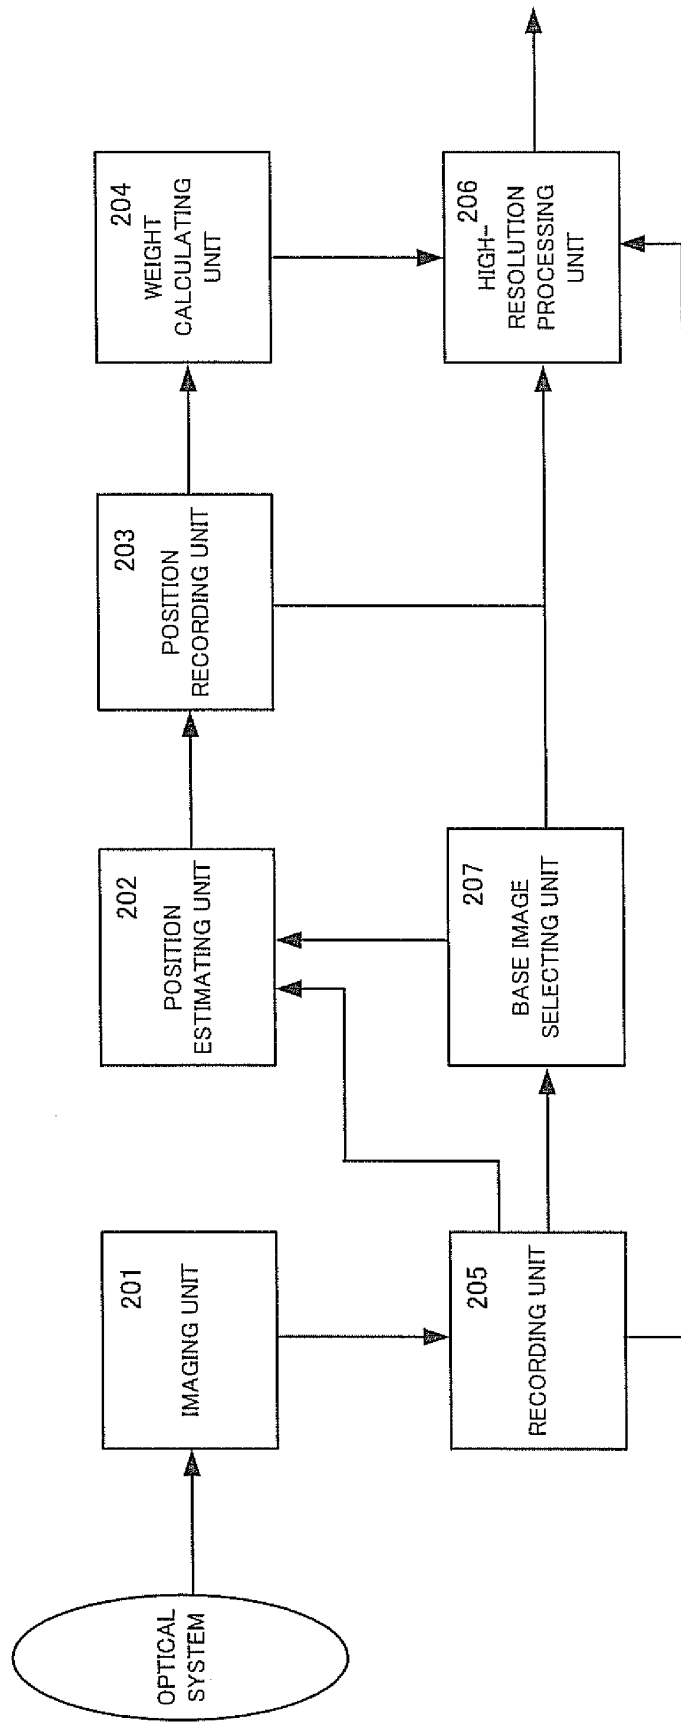 OPTICAL
SYSTEM
201
IMAGING UNIT
202
POSITION
ESTIMATING UNIT
203
POSITION
RECORDING UNIT
204
WEIGHT
CALCULATING
UNIT
205
RECORDING UNIT
207
BASE IMAGE
SELECTING UNIT
206
HIGH-
RESOLUTION
PROCESSING
UNIT